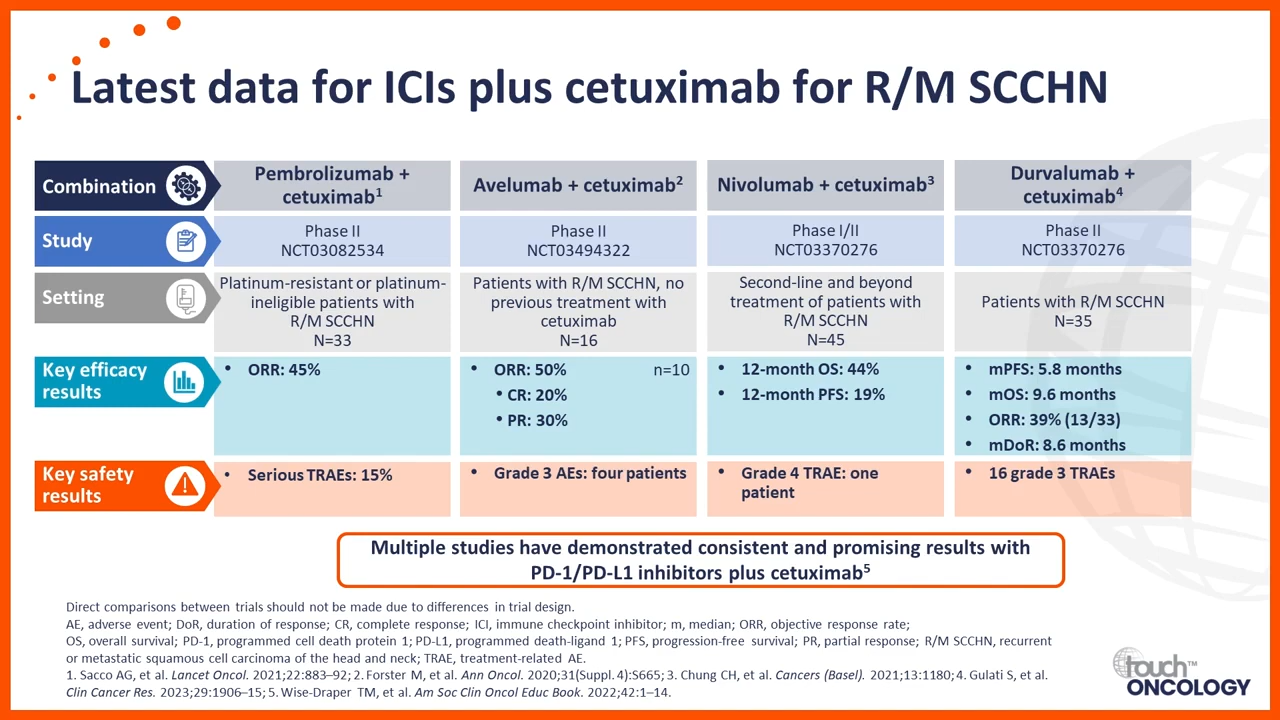 Latest data for ICIs plus cetuximab for R/M SCCHN
Combination
Pembrolizumab +
cetuximab1
Avelumab + cetuximab2
Nivolumab + cetuximab3
Durvalumab +
cetuximab4
Study
Phase II
NCT03082534
Phase II
NCT03494322
Phase I/II
NCT03370276
Phase II
NCT03370276
Setting
Platinum-resistant or platinum-
ineligible patients with
R/M SCCHN
N=33
Patients with R/M SCCHN, no
previous treatment with
cetuximab
N=16
Second-line and beyond
treatment of patients with
R/M SCCHN
N=45
Patients with R/M SCCHN
N=35
Key efficacy
results
• ORR: 45%
• ORR: 50% n=10
• CR: 20%
• PR: 30%
• 12-month OS: 44%
• 12-month PFS: 19%
• mPFS: 5.8 months
• mOS: 9.6 months
• ORR: 39% (13/33)
• mDoR: 8.6 months
Key safety
results
• Serious TRAEs: 15%
• Grade 3 AEs: four patients
• Grade 4 TRAE: one
patient
• 16 grade 3 TRAEs
Multiple studies have demonstrated consistent and promising results with
PD-1/PD-L1 inhibitors plus cetuximab5
Direct comparisons between trials should not be made due to differences in trial design.
AE, adverse event; DoR, duration of response; CR, complete response; ICI, immune checkpoint inhibitor; m, median; ORR, objective response rate;
OS, overall survival; PD-1, programmed cell death protein 1; PD-L1, programmed death-ligand 1; PFS, progression-free survival; PR, partial response; R/M SCCHN, recurrent
or metastatic squamous cell carcinoma of the head and neck; TRAE, treatment-related AE.
1. Sacco AG, et al. Lancet Oncol. 2021;22:883–92; 2. Forster M, et al. Ann Oncol. 2020;31(Suppl. 4):S665; 3. Chung CH, et al. Cancers (Basel). 2021;13:1180; 4. Gulati S, et al.
Clin Cancer Res. 2023;29:1906–15; 5. Wise-Draper TM, et al. Am Soc Clin Oncol Educ Book. 2022;42:1–14.
touch™
ONCOLOGY